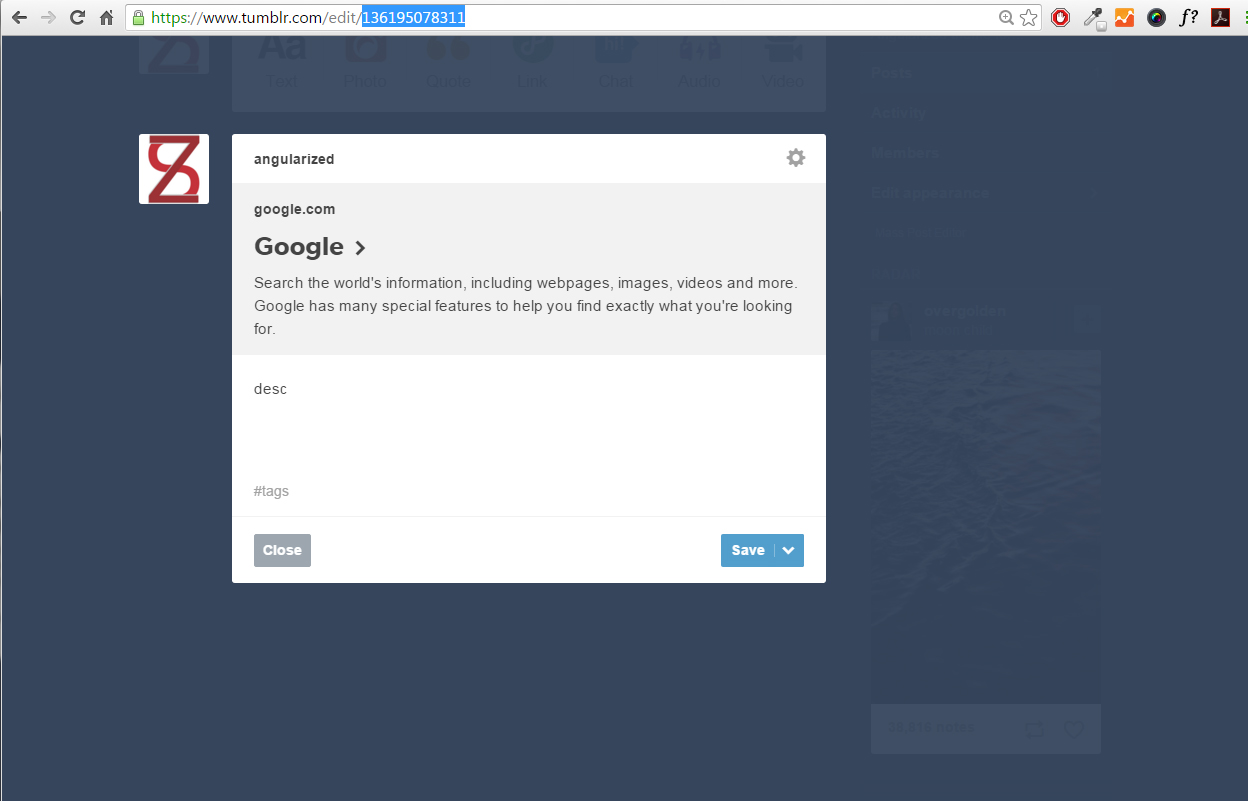 https://www.tumblr.com/edit/136195078311
f?
Aa
Text Photo Quote Link Chat Audio Video
Posts
Activity
Members
Edit appearance
angularized
google.com
Google
Search the world's information, including webpages, images, videos and more.
Google has many special features to help you find exactly what you're looking
for.
desc
#tags
Close
Save
evergolden